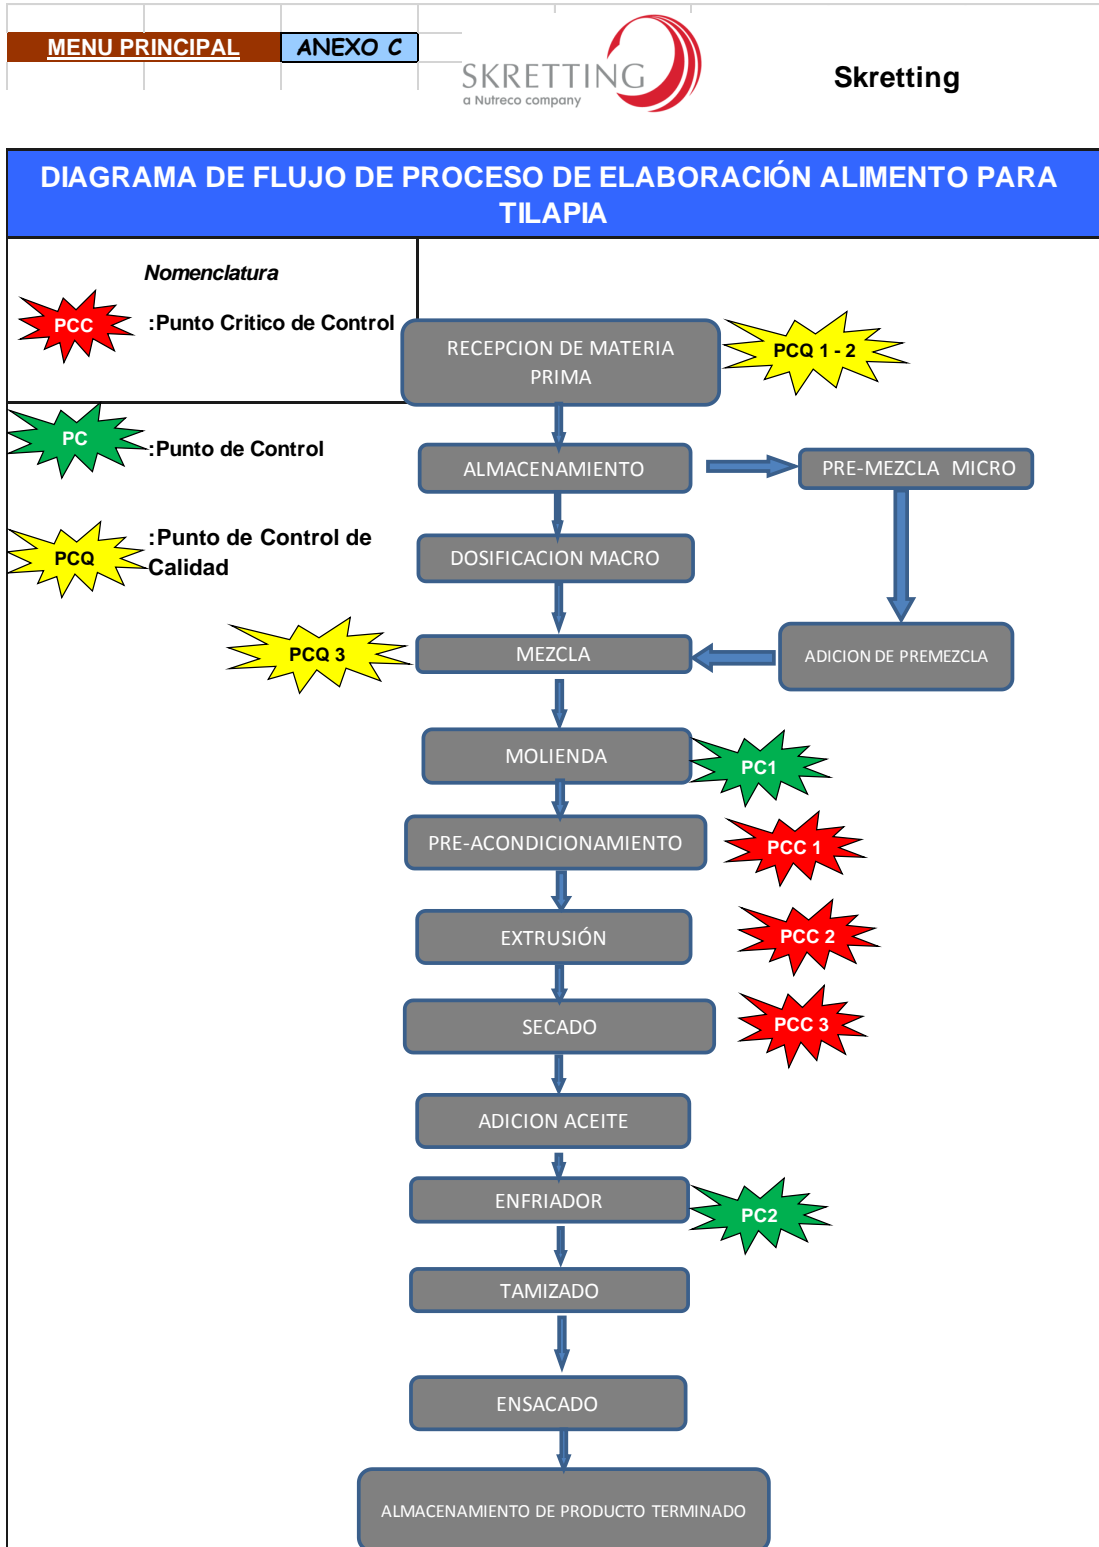 MENU PRINCIPAL
ANEXO C
SKRETTING
a Nutreco company
Skretting
DIAGRAMA DE FLUJO DE PROCESO DE ELABORACIÓN ALIMENTO PARA
TILAPIA
Nomenclatura
PCC
:Punto Critico de Control
PC
:Punto de Control
PCQ
:Punto de Control de
Calidad
RECEPCION DE MATERIA
PRIMA
PCQ 1 - 2
ALMACENAMIENTO
PRE-MEZCLA MICRO
DOSIFICACION MACRO
PCQ 3
MEZCLA
ADICION DE PREMEZCLA
MOLIENDA
PC1
PRE-ACONDICIONAMIENTO
PCC 1
EXTRUSIÓN
PCC 2
SECADO
PCC 3
ADICION ACEITE
ENFRIADOR
PC2
TAMIZADO
ENSACADO
ALMACENAMIENTO DE PRODUCTO TERMINADO